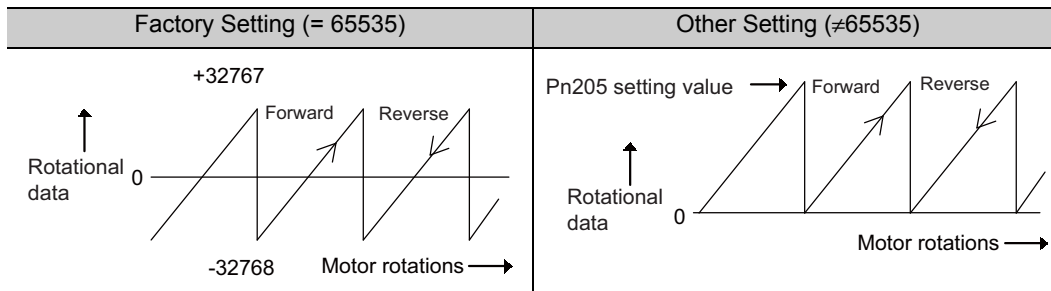 Factory Setting (= 65535)
Other Setting (≠65535)
+32767
Forward
Reverse
Rotational
data
0
-32768
Motor rotations
Pn205 setting value
Forward
Reverse
Rotational
data
0
Motor rotations